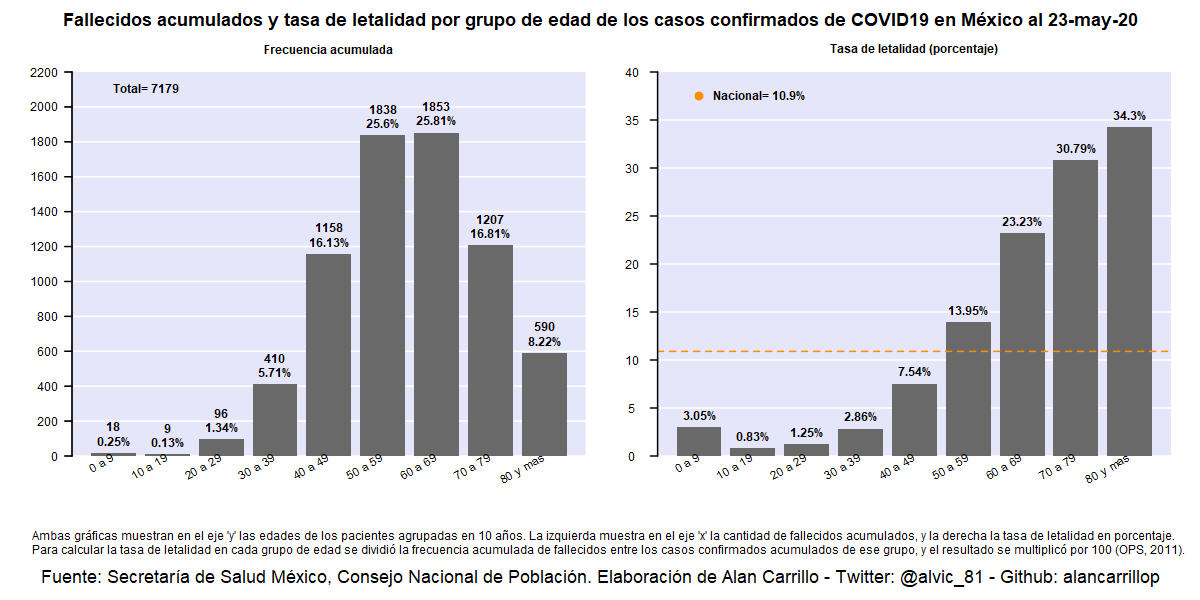 Fallecidos acumulados y tasa de letalidad por grupo de edad de los casos confirmados de COVID19 en México al 23-may-20
Frecuencia acumulada
2200
2000
1800
1600
1400
1200
1000
800
600
400
200
0
Total= 7179
18
0.25%
9
0.13%
96
1.34%
410
5.71%
1158
16.13%
1838
25.6%
1853
25.81%
1207
16.81%
590
8.22%
0 a 9
10 a 19
20 a 29
30 a 39
40 a 49
50 a 59
60 a 69
70 a 79
80 y mas
Tasa de letalidad (porcentaje)
40
35
30
25
20
15
10
5
0
Nacional= 10.9%
3.05%
0.83%
1.25%
2.86%
7.54%
13.95%
23.23%
30.79%
34.3%
0 a 9
10 a 19
20 a 29
30 a 39
40 a 49
50 a 59
60 a 69
70 a 79
80 y mas
Ambas gráficas muestran en el eje 'y' las edades de los pacientes agrupadas en 10 años. La izquierda muestra en el eje 'x' la cantidad de fallecidos acumulados, y la derecha la tasa de letalidad en porcentaje.
Para calcular la tasa de letalidad en cada grupo de edad se dividió la frecuencia acumulada de fallecidos entre los casos confirmados acumulados de ese grupo, y el resultado se multiplicó por 100 (OPS, 2011).
Fuente: Secretaría de Salud México, Consejo Nacional de Población. Elaboración de Alan Carrillo - Twitter: @alvic_81 - Github: alancarrillop